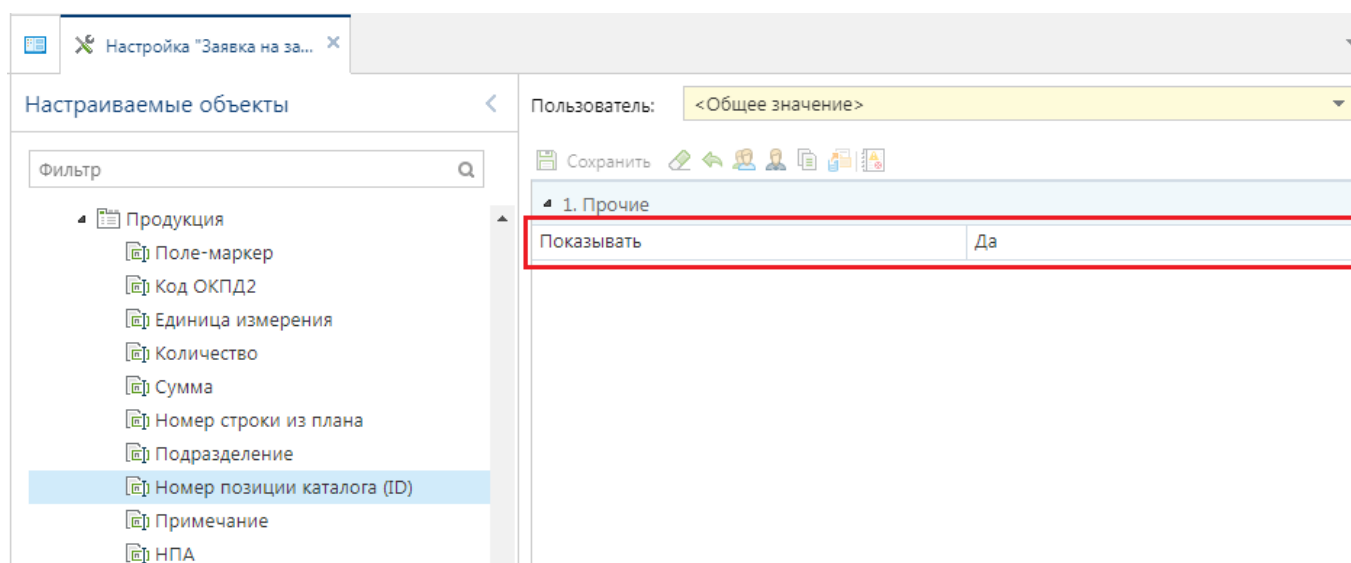 Настройка "Заявка на за...
Настраиваемые объекты
Пользователь:
<Общее значение>
Фильтр
Сохранить
Продукция
Поле-маркер
Код ОКПД2
Единица измерения
Количество
Сумма
Номер строки из плана
Подразделение
Номер позиции каталога (ID)
Примечание
НПА
1. Прочие
Показывать
Да